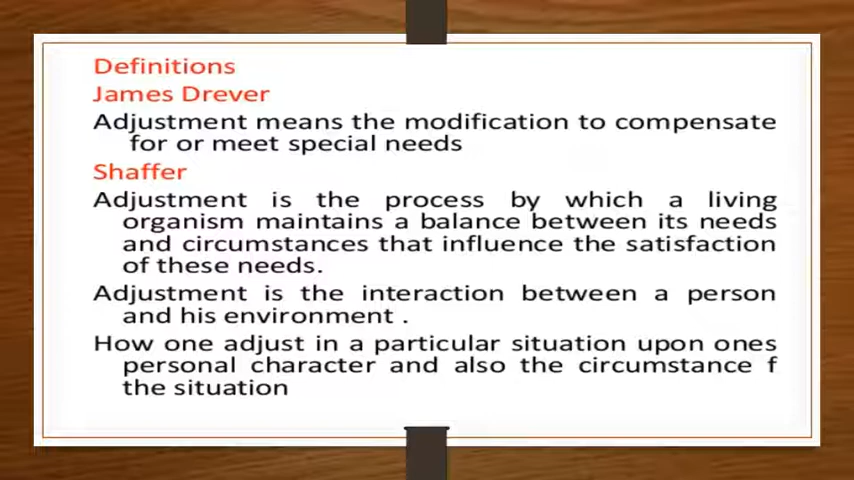 Definitions
James Drever
Adjustment means the modification to compensate
for or meet special needs
Shaffer
Adjustment is the process by which a living
organism maintains a balance between its needs
and circumstances that influence the satisfaction
of these needs.
Adjustment is the interaction between a person
and his environment .
How one adjust in a particular situation upon ones
personal character and also the circumstance f
the situation